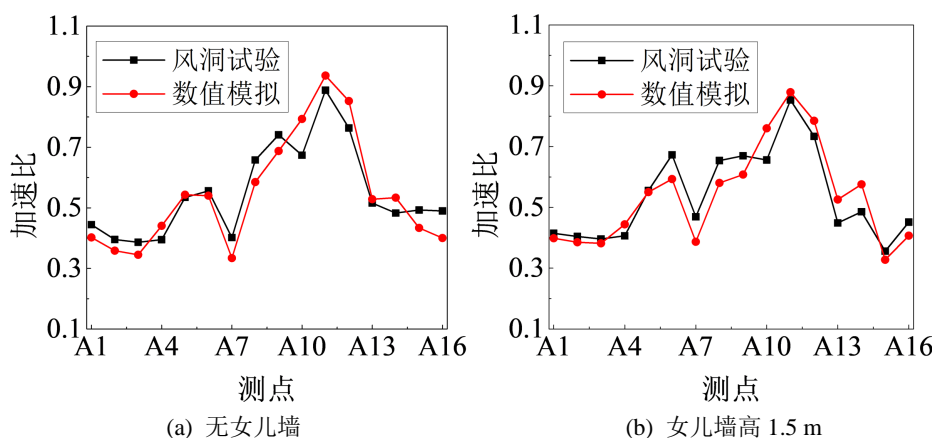 1.1
0.9
0.7
0.5
0.3
0.1
加速比
风洞试验
数值模拟
A1 A4 A7 A10 A13 A16
测点
(a) 无女儿墙
1.1
0.9
0.7
0.5
0.3
0.1
加速比
风洞试验
数值模拟
A1 A4 A7 A10 A13 A16
测点
(b) 女儿墙高 1.5 m